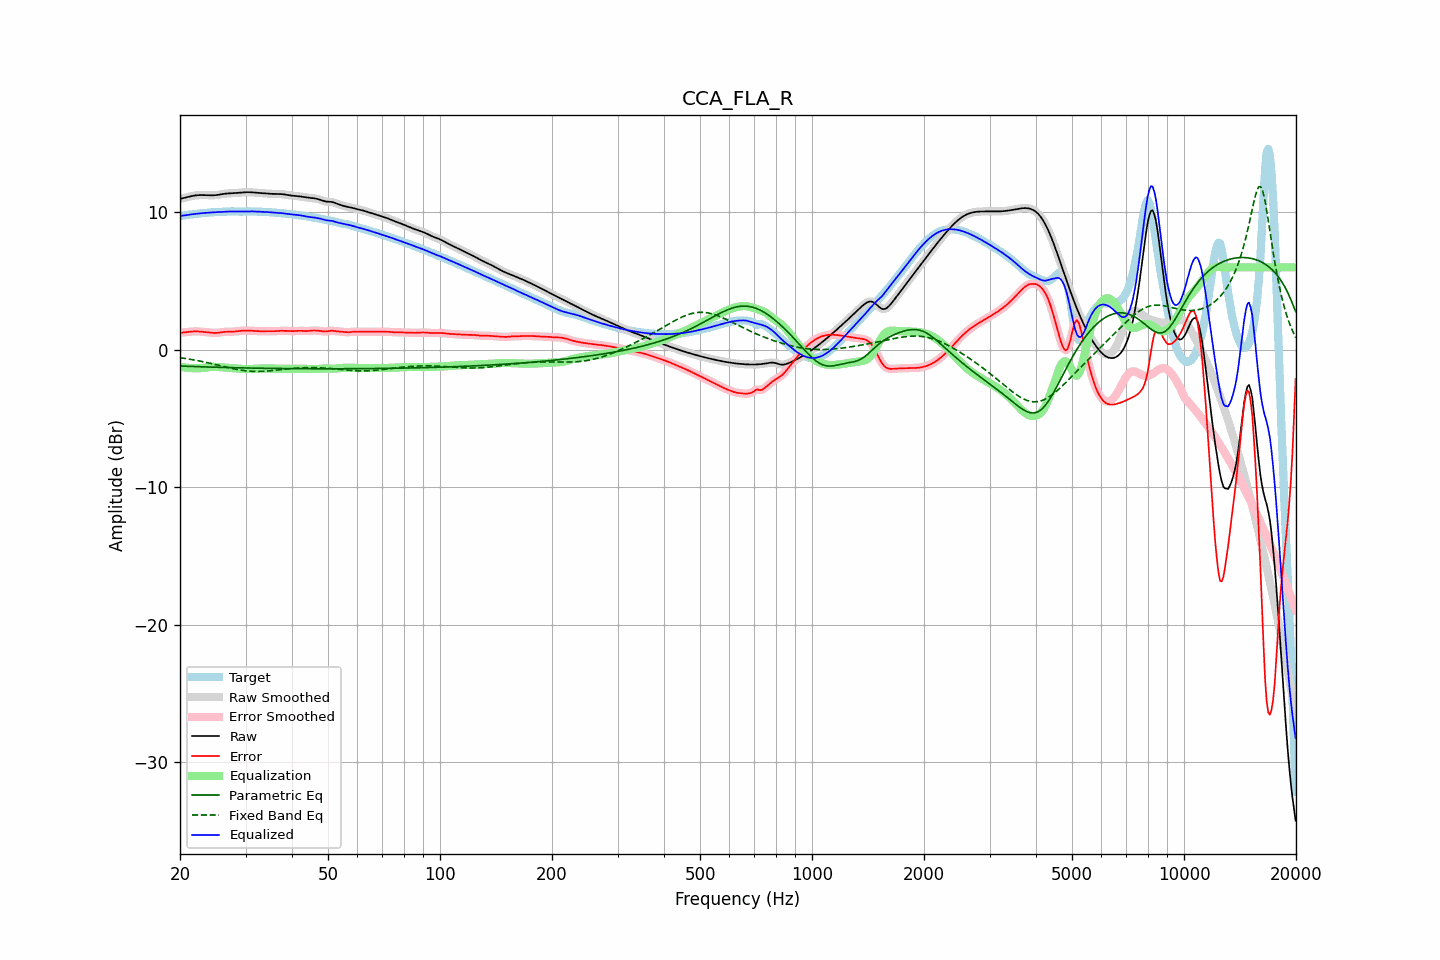 CCA_FLA_R
Amplitude (dBr)
10
0
−10
−20
−30
Target
Raw Smoothed
Error Smoothed
Raw
Error
Equalization
Parametric Eq
Fixed Band Eq
Equalized
20 50 100 200 500 1000 2000 5000 10000 20000
Frequency (Hz)